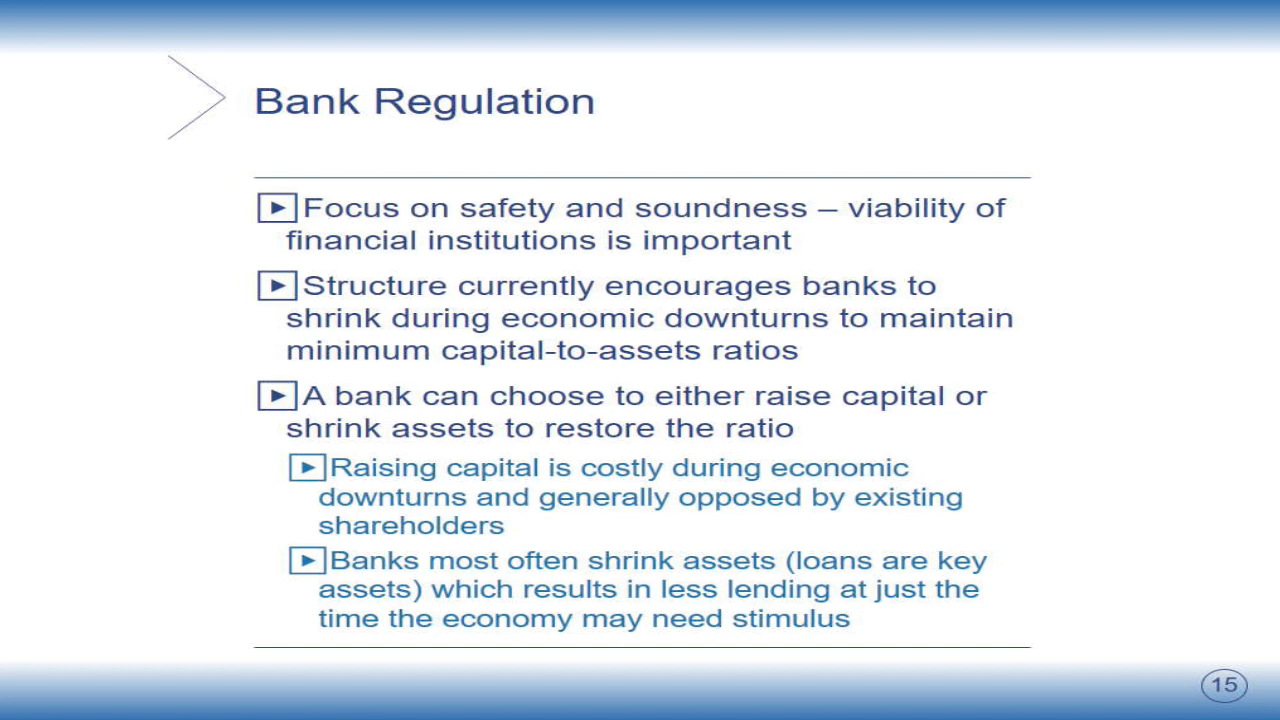 Bank Regulation
Focus on safety and soundness – viability of
financial institutions is important
Structure currently encourages banks to
shrink during economic downturns to maintain
minimum capital-to-assets ratios
A bank can choose to either raise capital or
shrink assets to restore the ratio
Raising capital is costly during economic
downturns and generally opposed by existing
shareholders
Banks most often shrink assets (loans are key
assets) which results in less lending at just the
time the economy may need stimulus
15